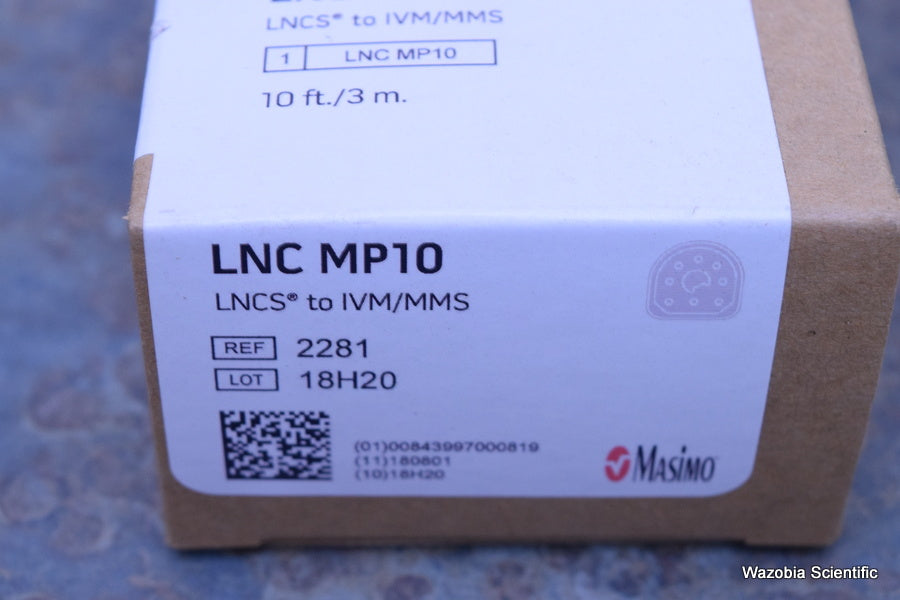 LNCS® to IVM/MMS
1 LNC MP10
10 ft./3 m.
LNC MP10
LNCS® to IVM/MMS
REF 2281
LOT 18H20
(01)00843997000819
(11)180801
(10)18H20
Masimo
Wazobia Scientific